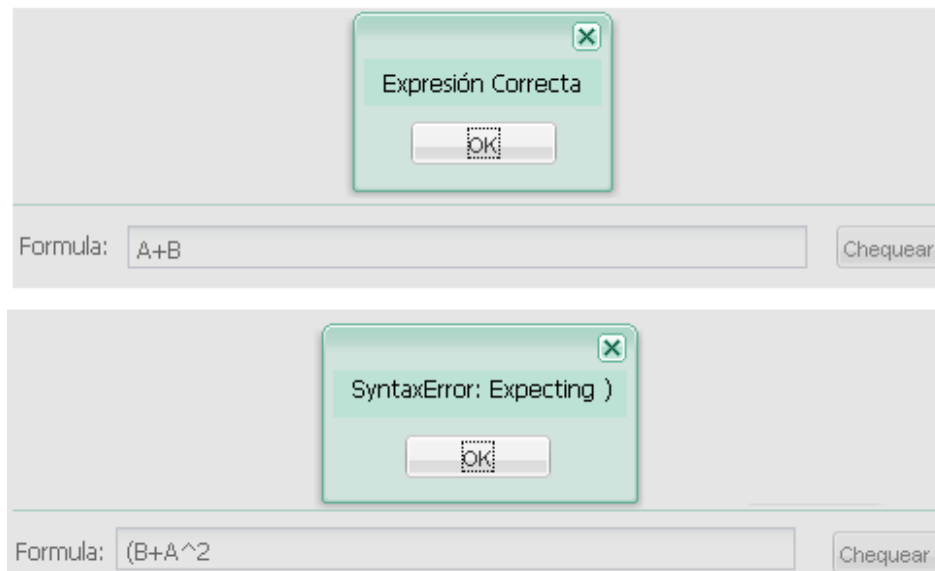 Expresión Correcta
OK
Formula: A+B Chequear
SyntaxError: Expecting )
OK
Formula: (B+A^2 Chequear